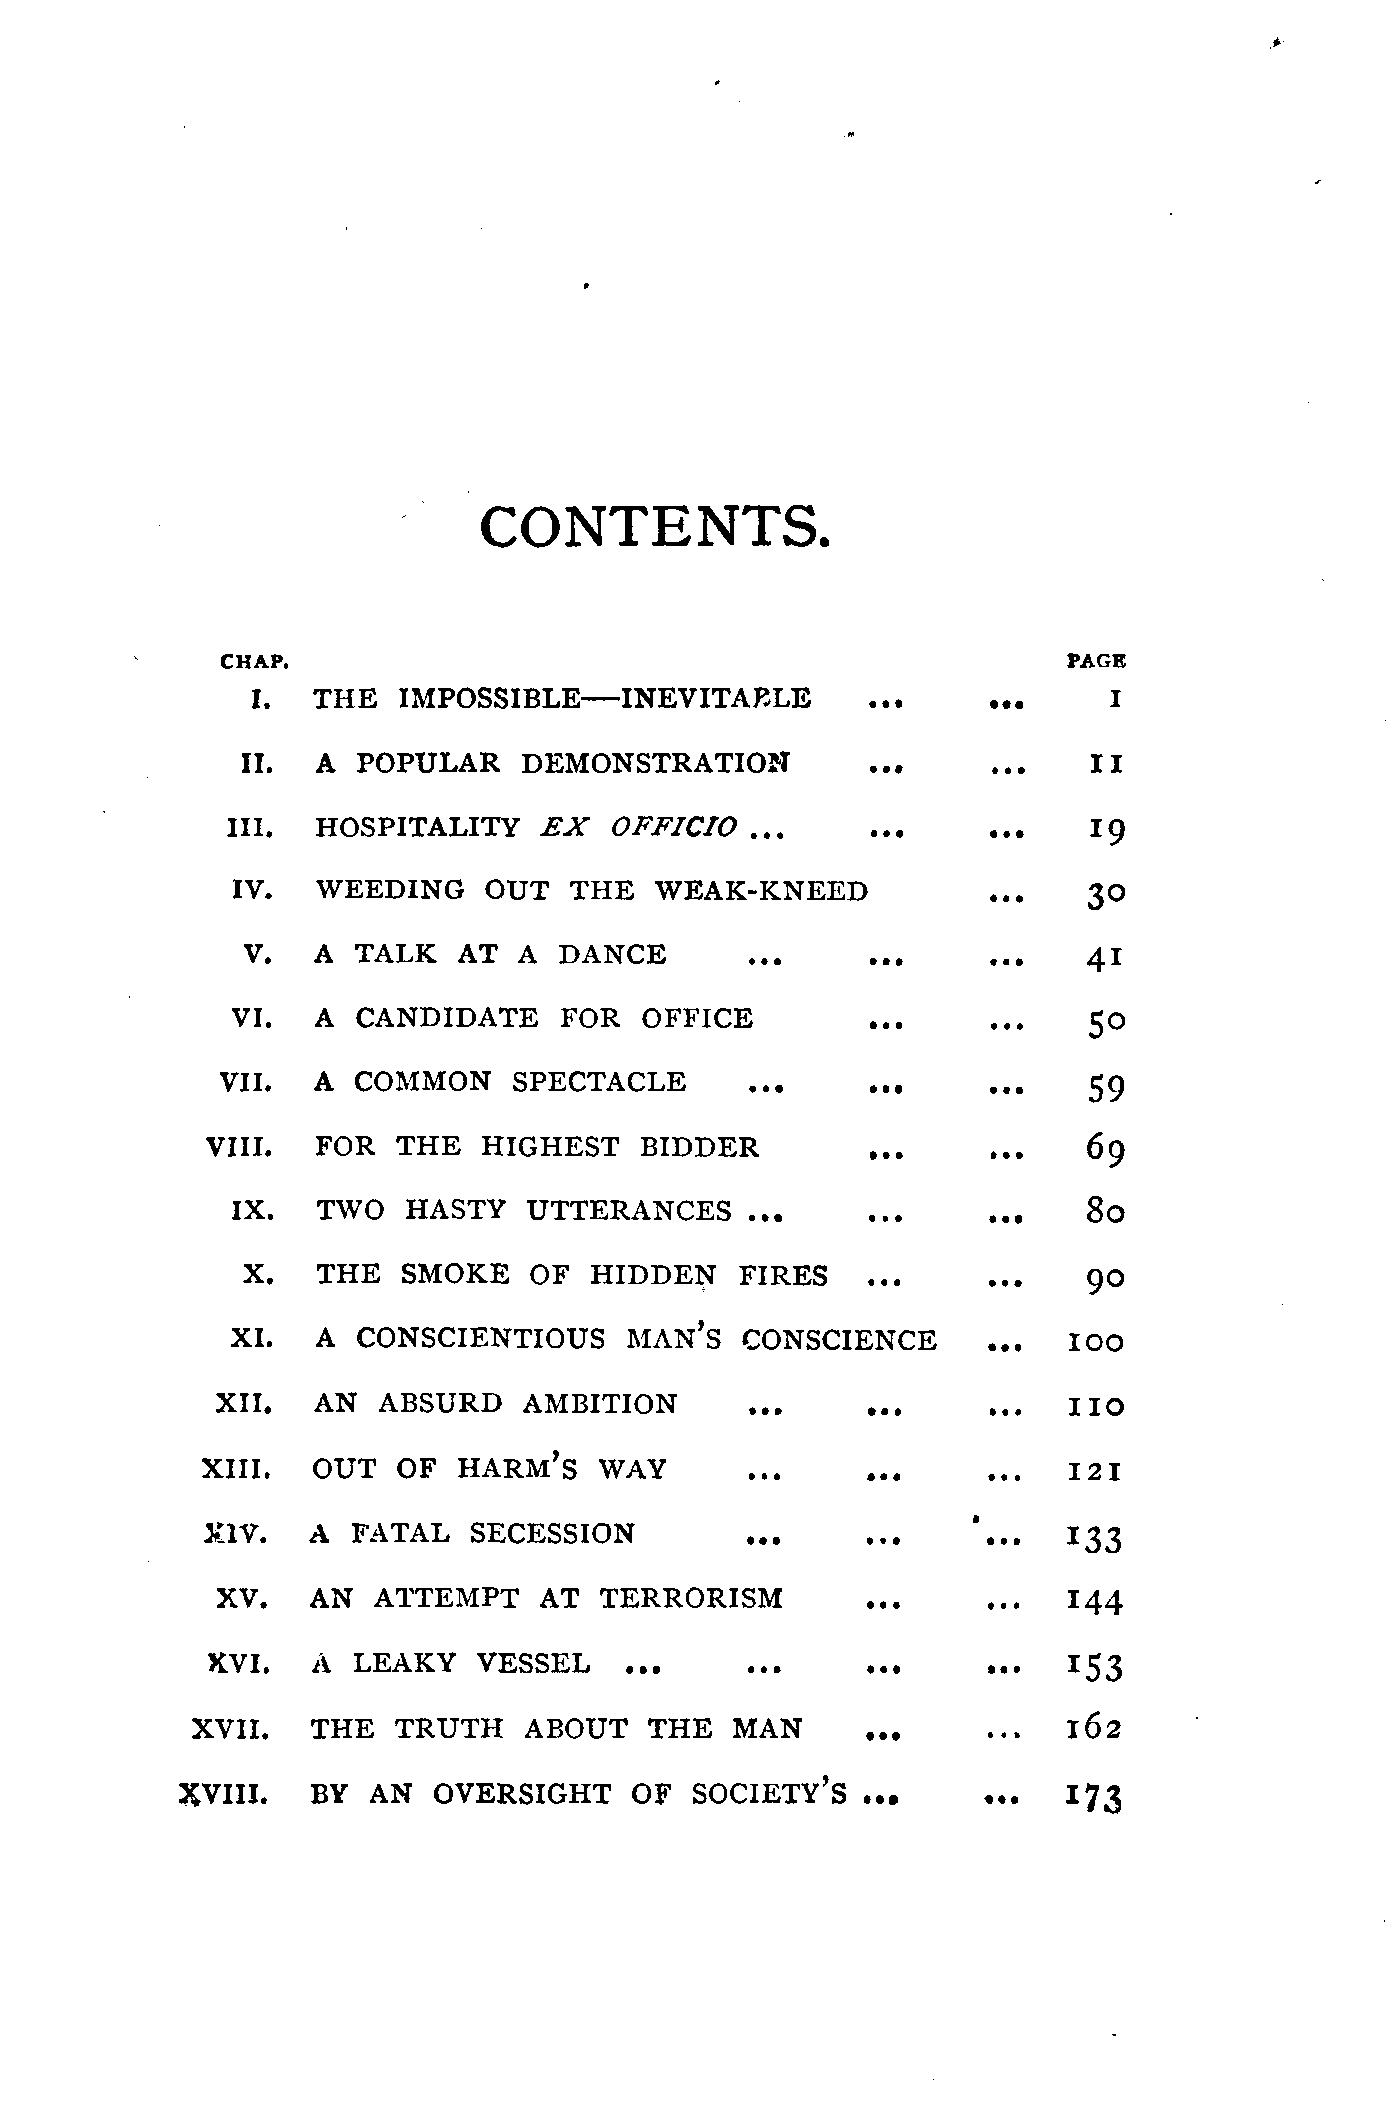 CONTENTS.
CHAP. PAGE
I. THE IMPOSSIBLE—INEVITABLE ... ... 1
II. A POPULAR DEMONSTRATION ... ... 11
III. HOSPITALITY EX OFFICIO ... ... ... 19
IV. WEEDING OUT THE WEAK-KNEED ... 30
V. A TALK AT A DANCE ... ... ... 41
VI. A CANDIDATE FOR OFFICE ... ... 50
VII. A COMMON SPECTACLE ... ... ... 59
VIII. FOR THE HIGHEST BIDDER ... ... 69
IX. TWO HASTY UTTERANCES ... ... ... 80
X. THE SMOKE OF HIDDEN FIRES ... ... 90
XI. A CONSCIENTIOUS MAN'S CONSCIENCE ... 100
XII. AN ABSURD AMBITION ... ... ... 110
XIII. OUT OF HARM'S WAY ... ... ... 121
XIV. A FATAL SECESSION ... ... ... 133
XV. AN ATTEMPT AT TERRORISM ... ... 144
XVI. A LEAKY VESSEL ... ... ... ... 153
XVII. THE TRUTH ABOUT THE MAN ... ... 162
XVIII. BY AN OVERSIGHT OF SOCIETY'S ... ... 173